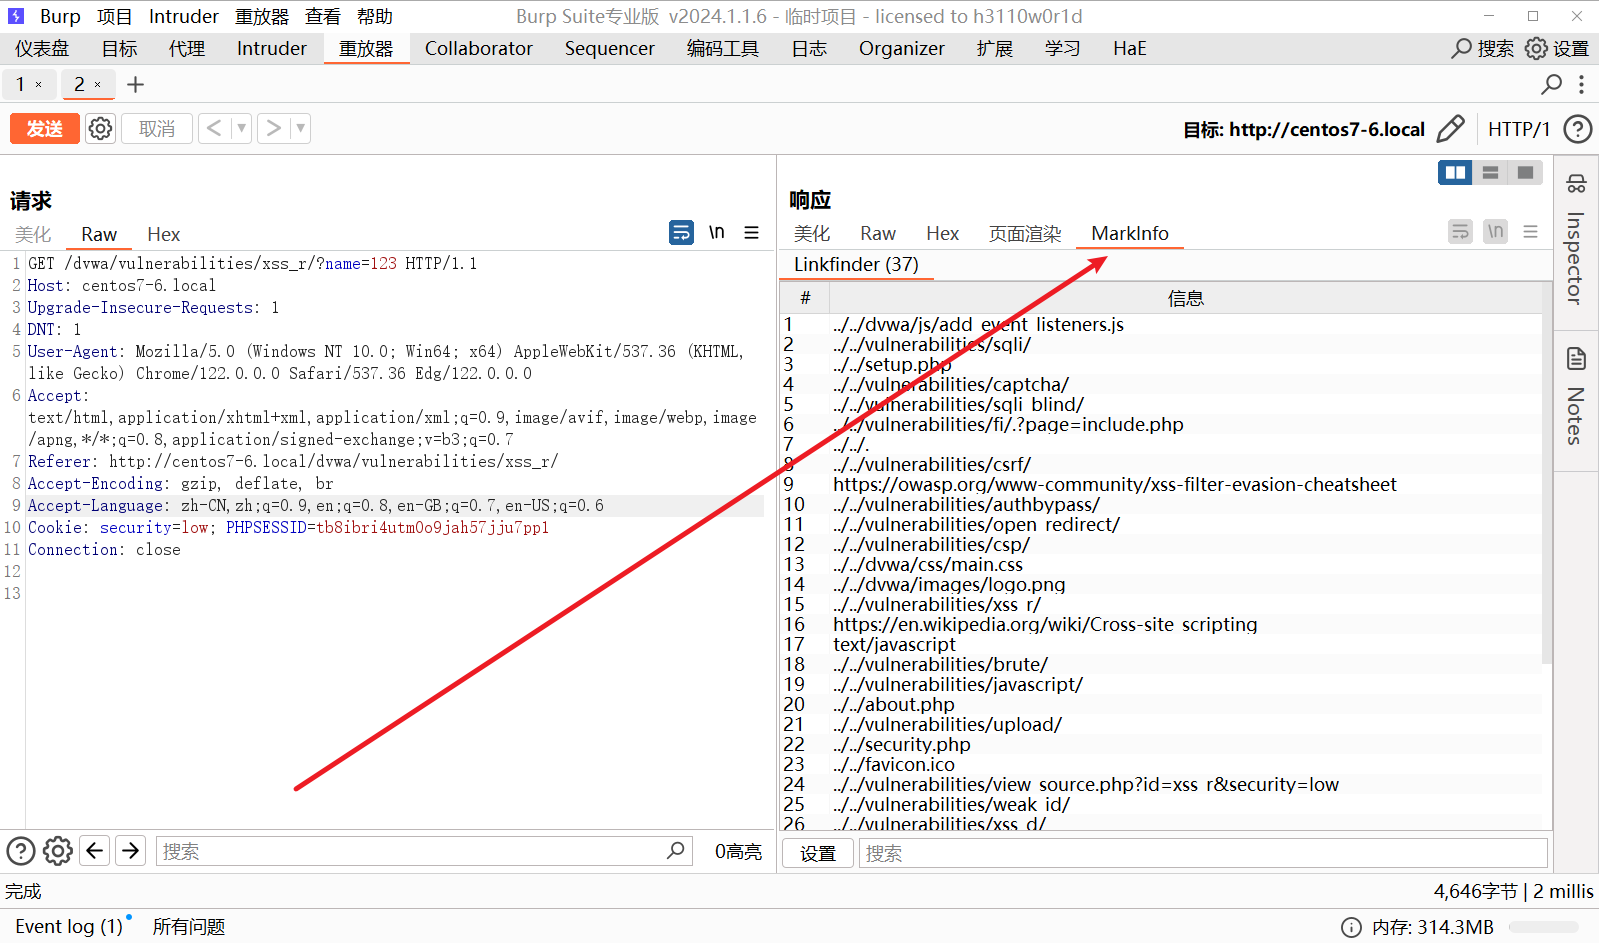 Burp 项目 Intruder 重放器 查看 帮助 Burp Suite专业版 v2024.1.1.6 - 临时项目 - licensed to h3110w0r1d
仪表盘 目标 代理 Intruder 重放器 Collaborator Sequencer 编码工具 日志 Organizer 扩展 学习 HaE 搜索 设置
1 × 2 × +
发送 取消 < > 目标: http://centos7-6.local HTTP/1
请求
美化 Raw Hex \n
1 GET /dvwa/vulnerabilities/xss_r/?name=123 HTTP/1.1
2 Host: centos7-6.local
3 Upgrade-Insecure-Requests: 1
4 DNT: 1
5 User-Agent: Mozilla/5.0 (Windows NT 10.0; Win64; x64) AppleWebKit/537.36 (KHTML,
like Gecko) Chrome/122.0.0.0 Safari/537.36 Edg/122.0.0.0
6 Accept:
text/html,application/xhtml+xml,application/xml;q=0.9,image/avif,image/webp,image
/apng,*/*;q=0.8,application/signed-exchange;v=b3;q=0.7
7 Referer: http://centos7-6.local/dvwa/vulnerabilities/xss_r/
8 Accept-Encoding: gzip, deflate, br
9 Accept-Language: zh-CN,zh;q=0.9,en;q=0.8,en-GB;q=0.7,en-US;q=0.6
10 Cookie: security=low; PHPSESSID=tb8ibri4utm0o9jah57jju7pp1
11 Connection: close
12
13
搜索 0高亮
响应
美化 Raw Hex 页面渲染 MarkInfo \n
Linkfinder (37)
# 信息
1 ../../dvwa/js/add_event_listeners.js
2 ../../vulnerabilities/sqli/
3 ../../setup.php
4 ../../vulnerabilities/captcha/
5 ../../vulnerabilities/sqli_blind/
6 ../../vulnerabilities/fi/.?page=include.php
7 ../../.
8 ../../vulnerabilities/csrf/
9 https://owasp.org/www-community/xss-filter-evasion-cheatsheet
10 ../../vulnerabilities/authbypass/
11 ../../vulnerabilities/open_redirect/
12 ../../vulnerabilities/csp/
13 ../../dvwa/css/main.css
14 ../../dvwa/images/logo.png
15 ../../vulnerabilities/xss_r/
16 https://en.wikipedia.org/wiki/Cross-site_scripting
17 text/javascript
18 ../../vulnerabilities/brute/
19 ../../vulnerabilities/javascript/
20 ../../about.php
21 ../../vulnerabilities/upload/
22 ../../security.php
23 ../../favicon.ico
24 ../../vulnerabilities/view_source.php?id=xss_r&security=low
25 ../../vulnerabilities/weak_id/
26 ../../vulnerabilities/xss_d/
设置 搜索
Inspector
Notes
完成 4,646字节 | 2 millis
Event log (1) 所有问题 内存: 314.3MB